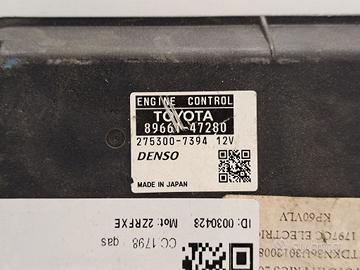 ENGINE CONTROL
TOYOTA
89661-47280
275300-7394 12V
DENSO
MADE IN JAPAN
ID: 0030423
Mot: 2ZRFXE
CC 1798 gas
KP60VLV